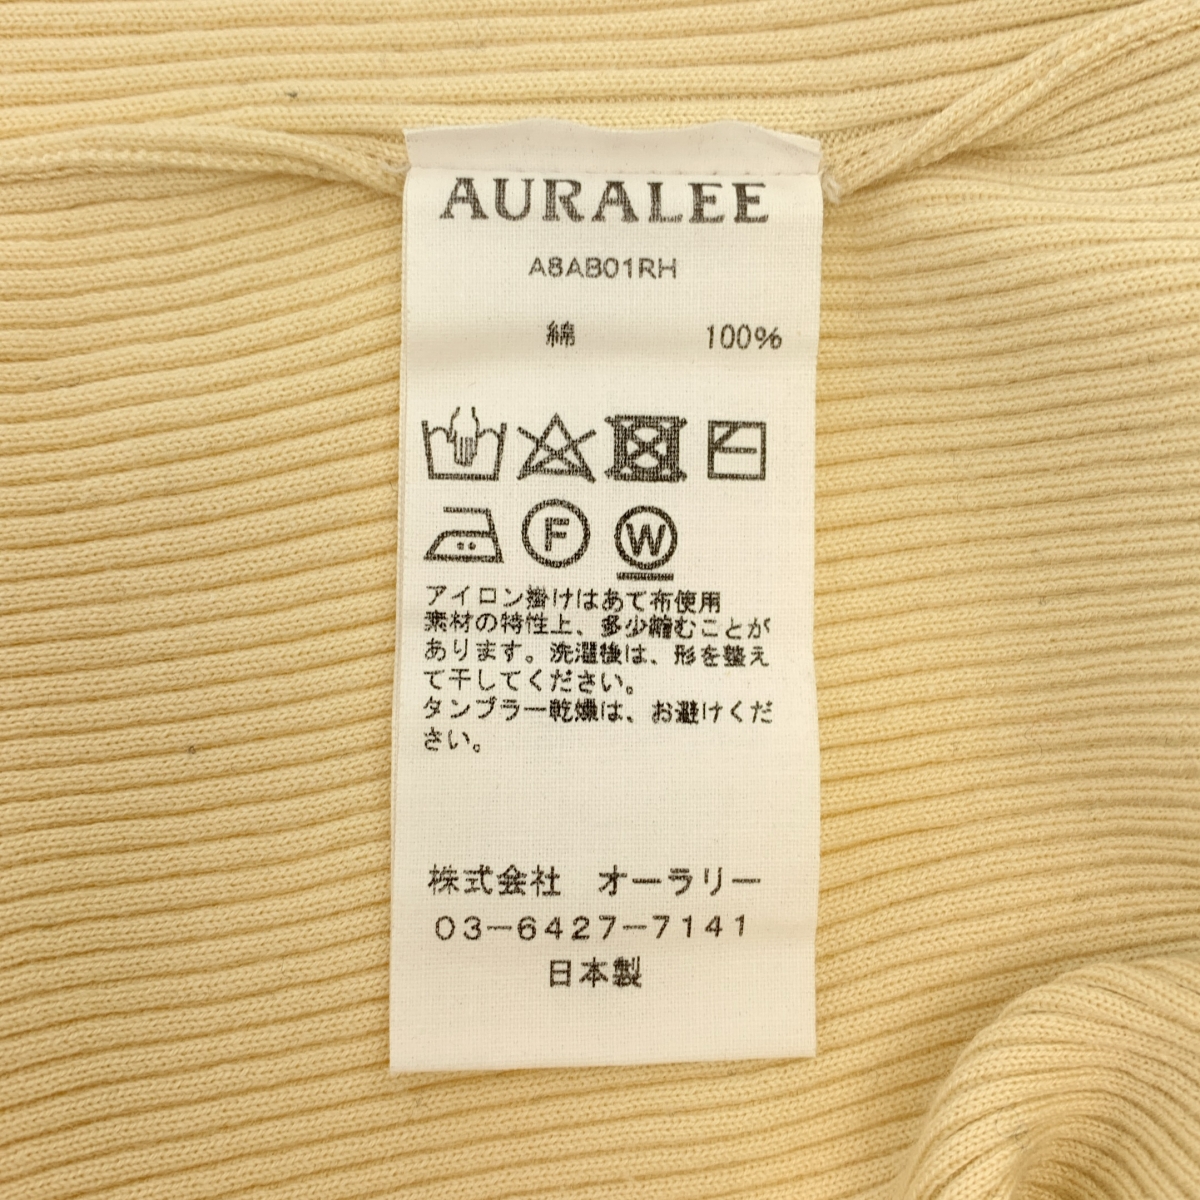 AURALEE
A8AB01RH
綿 100%
F W
アイロン掛けはあて布使用
素材の特性上、多少縮むことが
あります。洗濯後は、形を整え
て干してください。
タンブラー乾燥は、お避けくだ
さい。
株式会社 オーラリー
03-6427-7141
日本製